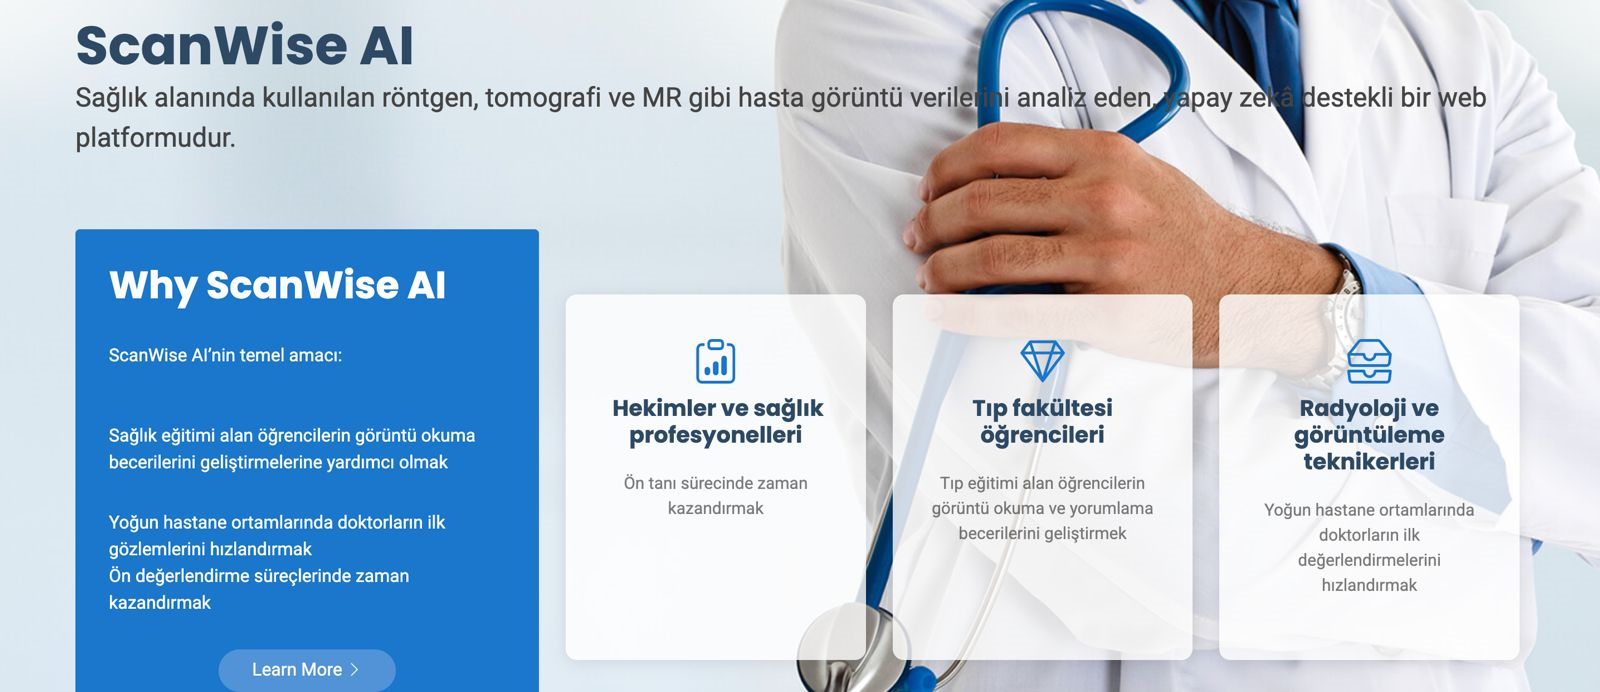 ScanWise AI
Sağlık alanında kullanılan röntgen, tomografi ve MR gibi hasta görüntü verilerini analiz eden, yapay zekâ destekli bir web
platformudur.
Why ScanWise AI
ScanWise AI’nin temel amacı:
Sağlık eğitimi alan öğrencilerin görüntü okuma
becerilerini geliştirmelerine yardımcı olmak
Yoğun hastane ortamlarında doktorların ilk
gözlemlerini hızlandırmak
Ön değerlendirme süreçlerinde zaman
kazandırmak
Learn More
Hekimler ve sağlık
profesyonelleri
Ön tanı sürecinde zaman
kazandırmak
Tıp fakültesi
öğrencileri
Tıp eğitimi alan öğrencilerin
görüntü okuma ve yorumlama
becerilerini geliştirmek
Radyoloji ve
görüntüleme
teknikerleri
Yoğun hastane ortamlarında
doktorların ilk
değerlendirmelerini
hızlandırmak